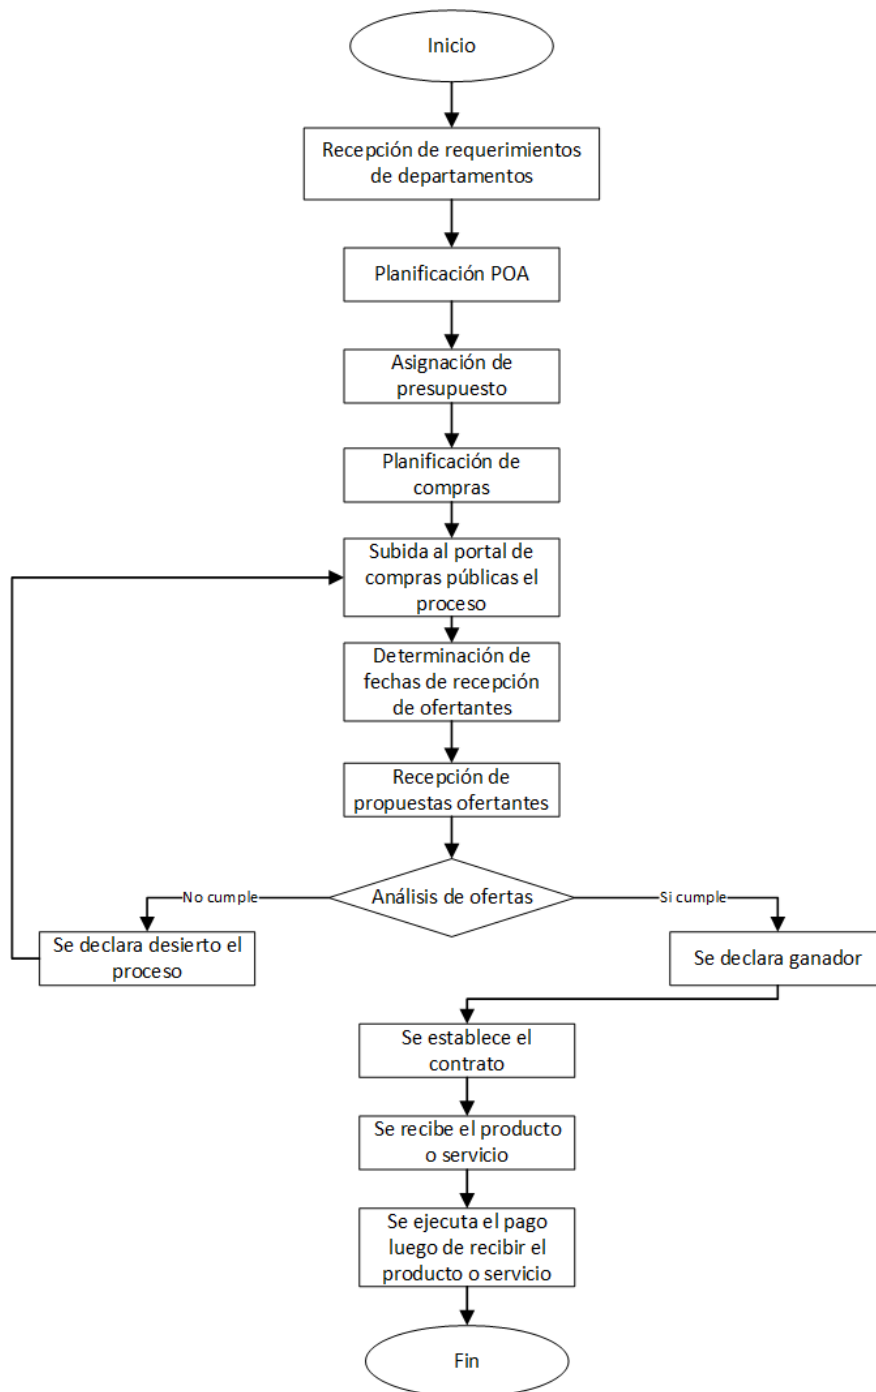 Inicio
Recepción de requerimientos
de departamentos
Planificación POA
Asignación de
presupuesto
Planificación de
compras
Subida al portal de
compras públicas el
proceso
Determinación de
fechas de recepción
de ofertantes
Recepción de
propuestas ofertantes
Análisis de ofertas
No cumple
Si cumple
Se declara desierto el
proceso
Se declara ganador
Se establece el
contrato
Se recibe el producto
o servicio
Se ejecuta el pago
luego de recibir el
producto o servicio
Fin